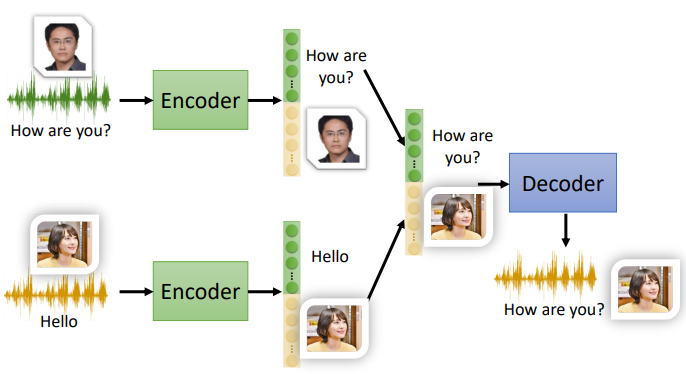 How are you?
Encoder
How are
you?
How are
you?
Decoder
How are you?
Hello
Encoder
Hello